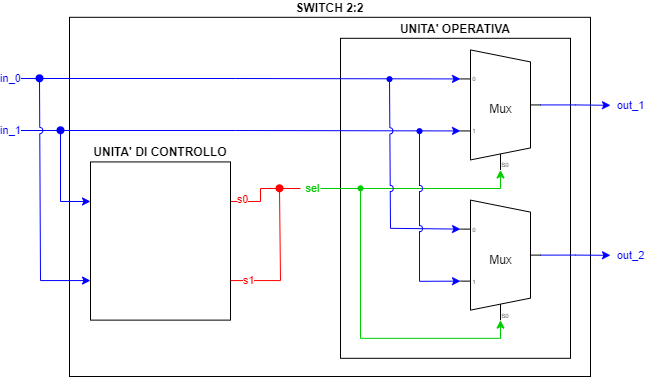 SWITCH 2:2
UNITA' OPERATIVA
in_0
0
Mux
out_1
in_1
1
UNITA' DI CONTROLLO
S0
sel
s0
0
Mux
out_2
s1
1
S0